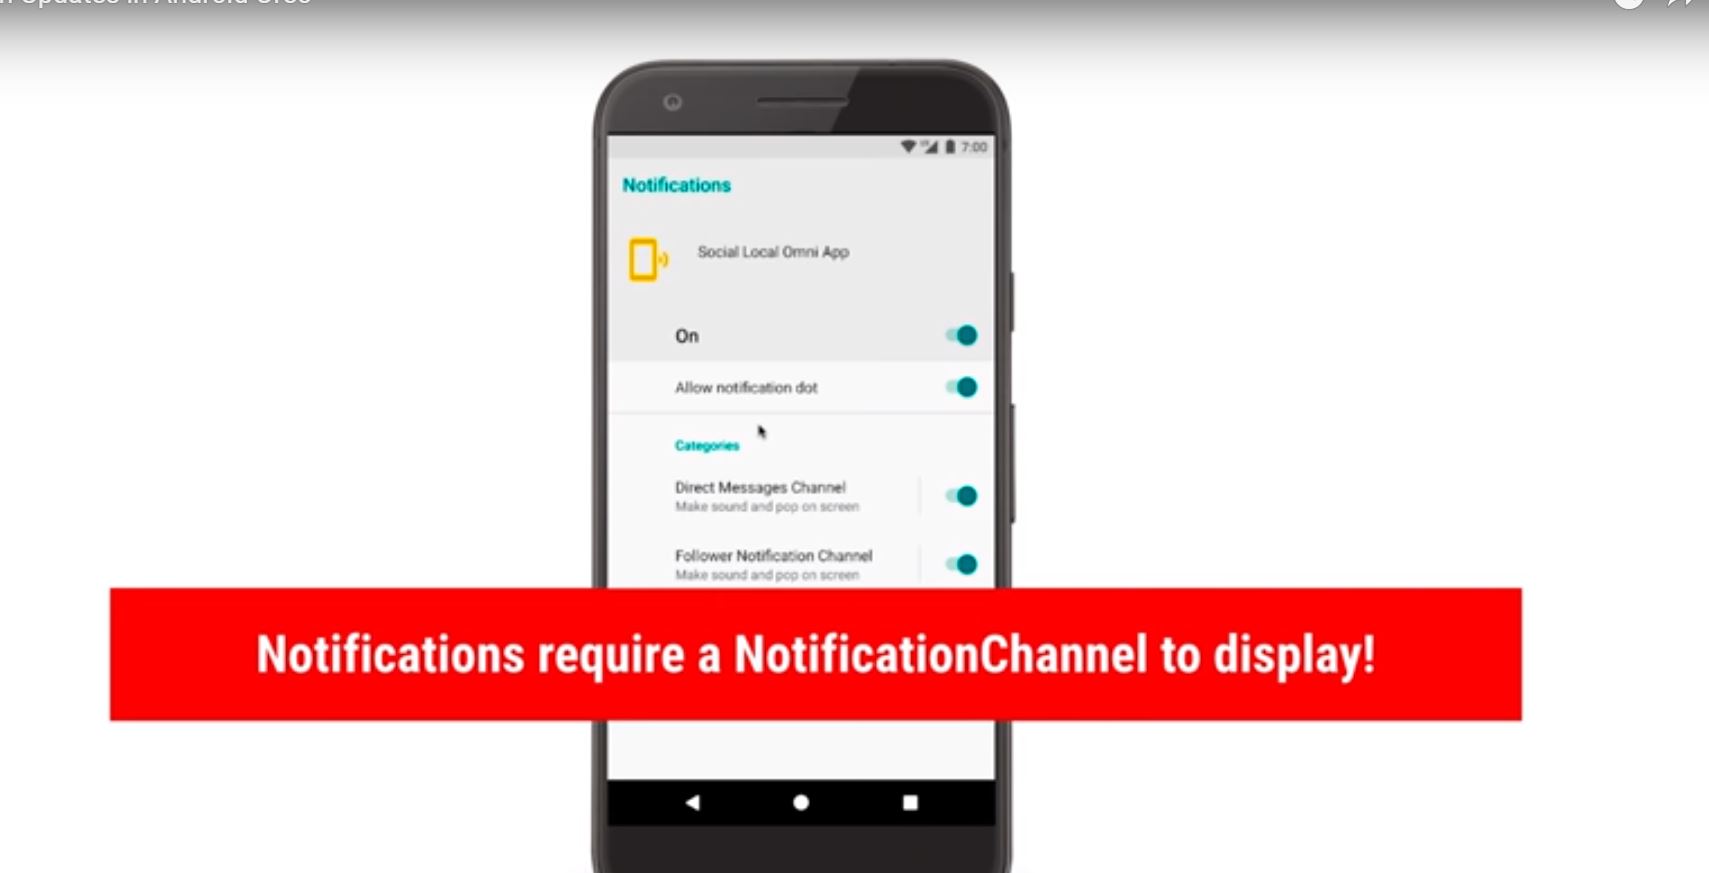 Updates in Android Oreo
7:00
Notifications
Social Local Omni App
On
Allow notification dot
Categories
Direct Messages Channel
Make sound and pop on screen
Follower Notification Channel
Make sound and pop on screen
Notifications require a NotificationChannel to display!